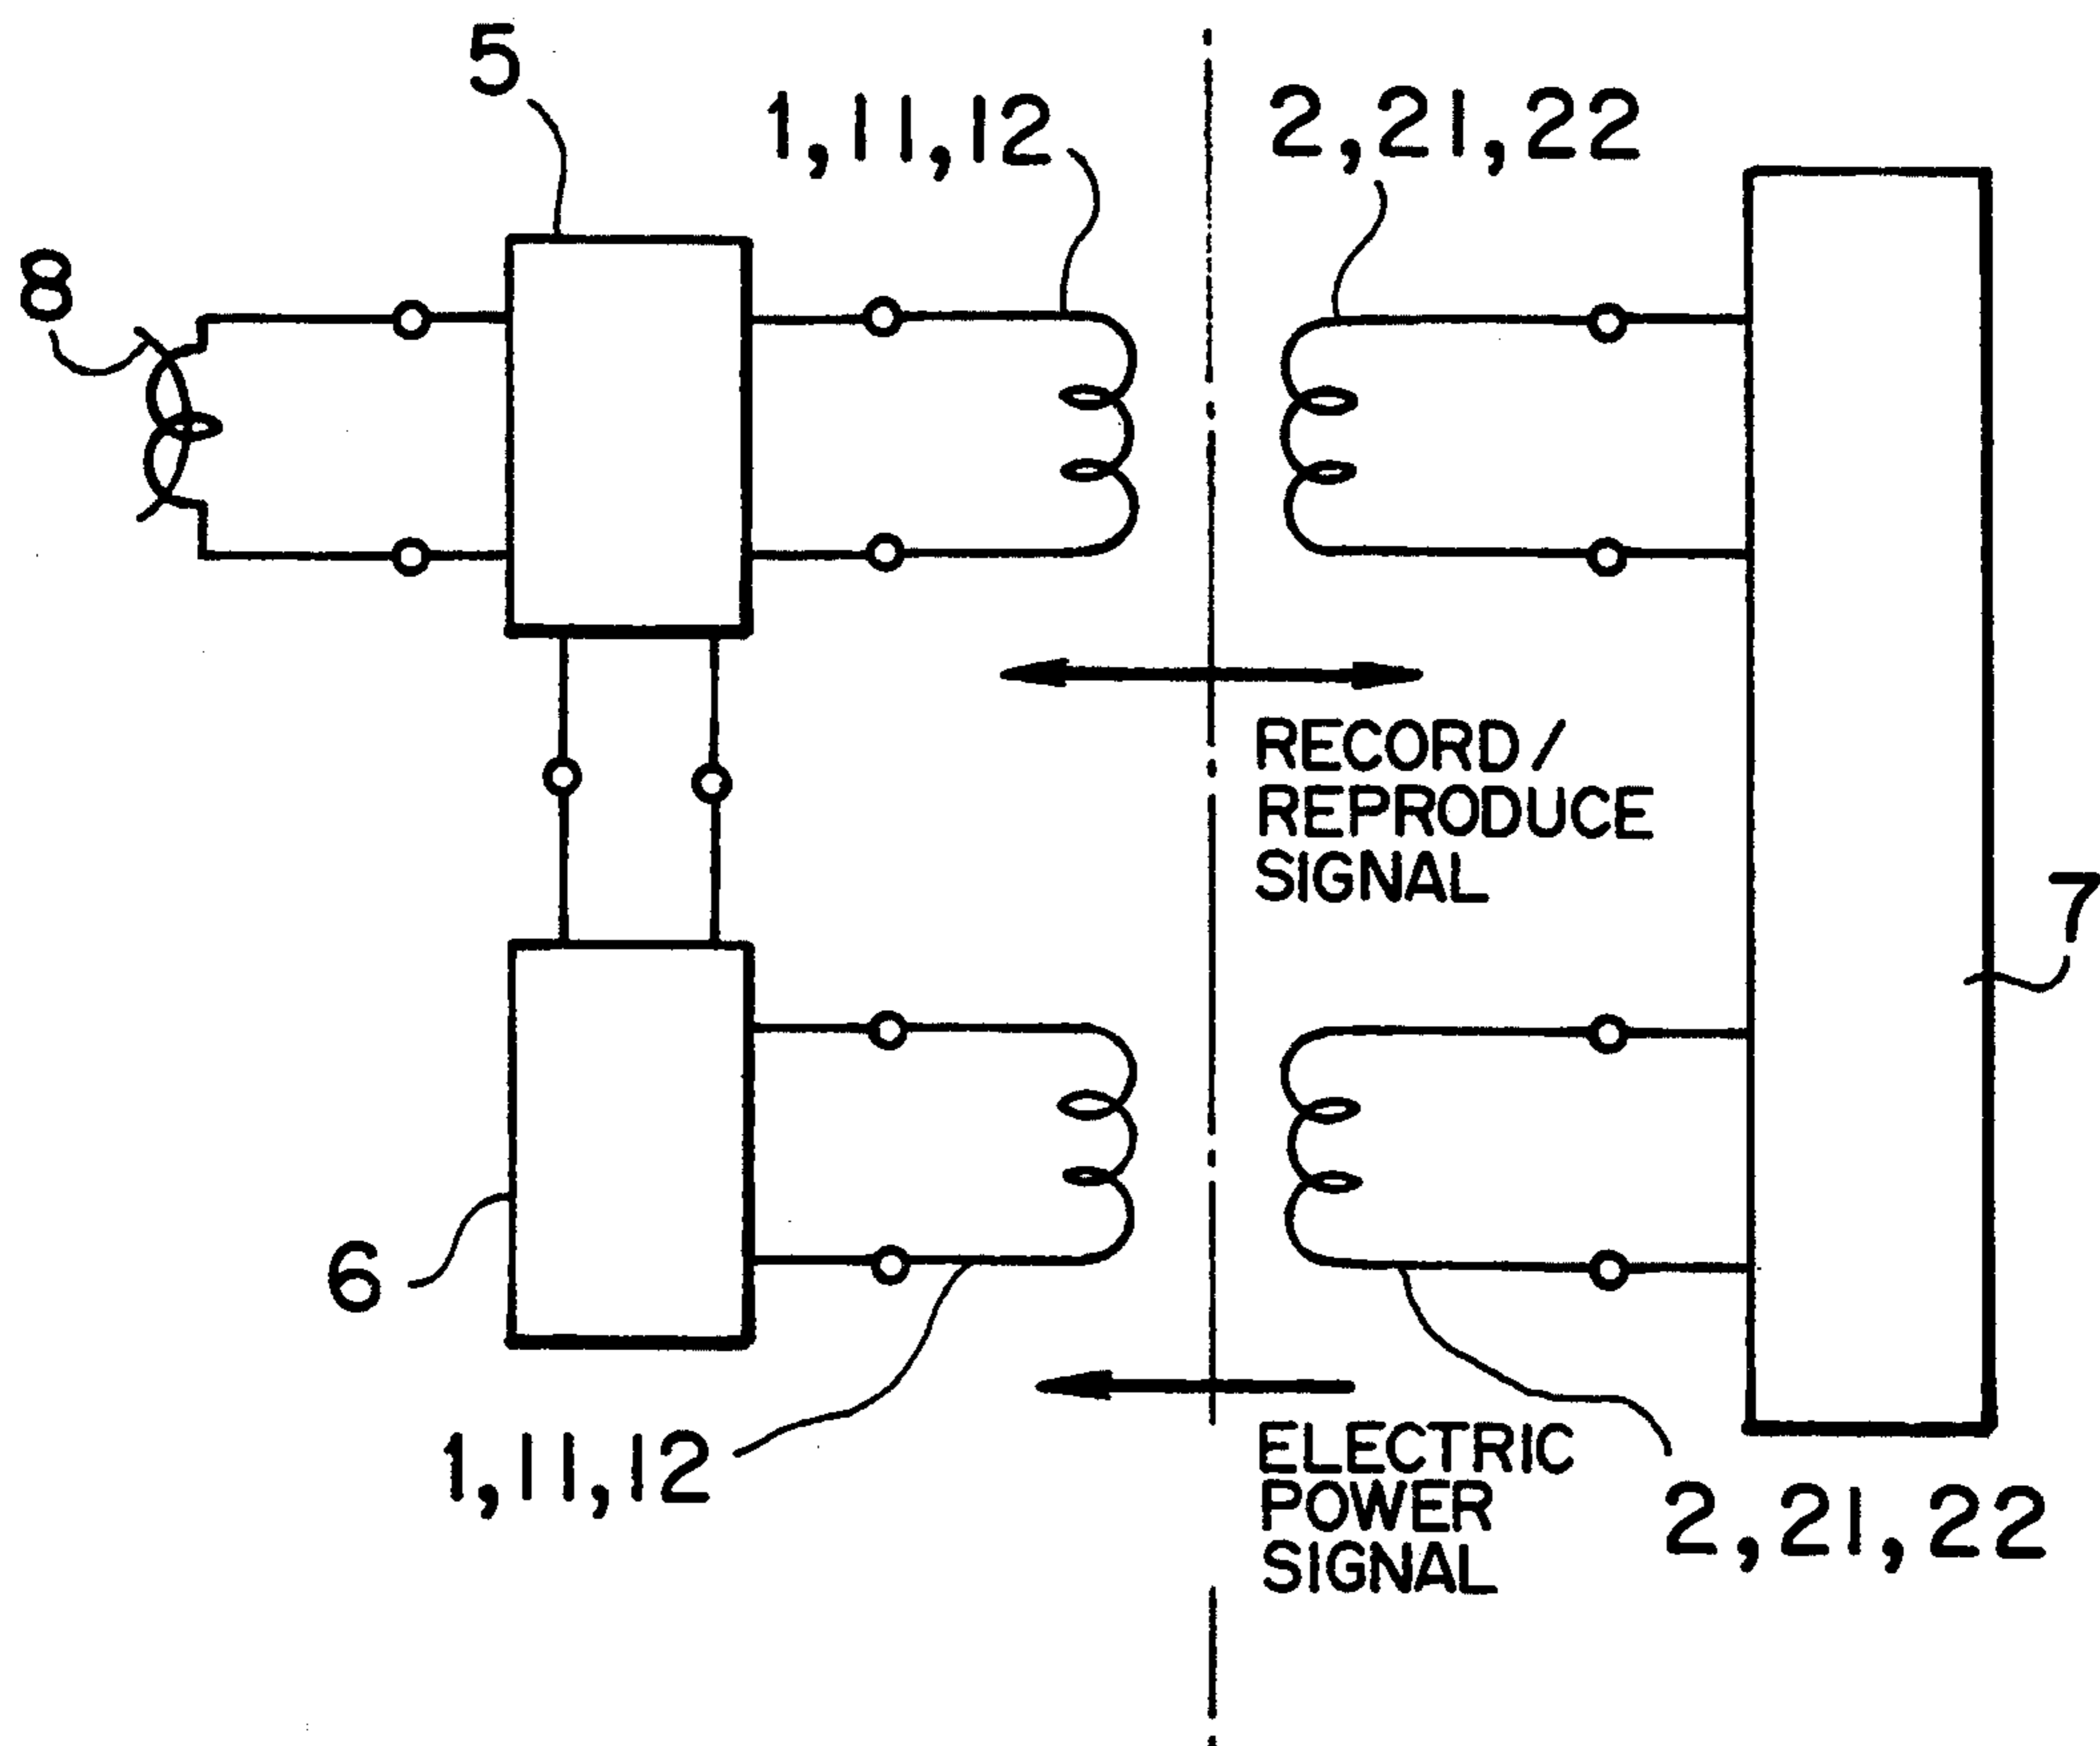 5
1,11,12
2,21,22
8
RECORD/
REPRODUCE
SIGNAL
7
6
1,11,12
ELECTRIC
POWER
SIGNAL
2,21,22